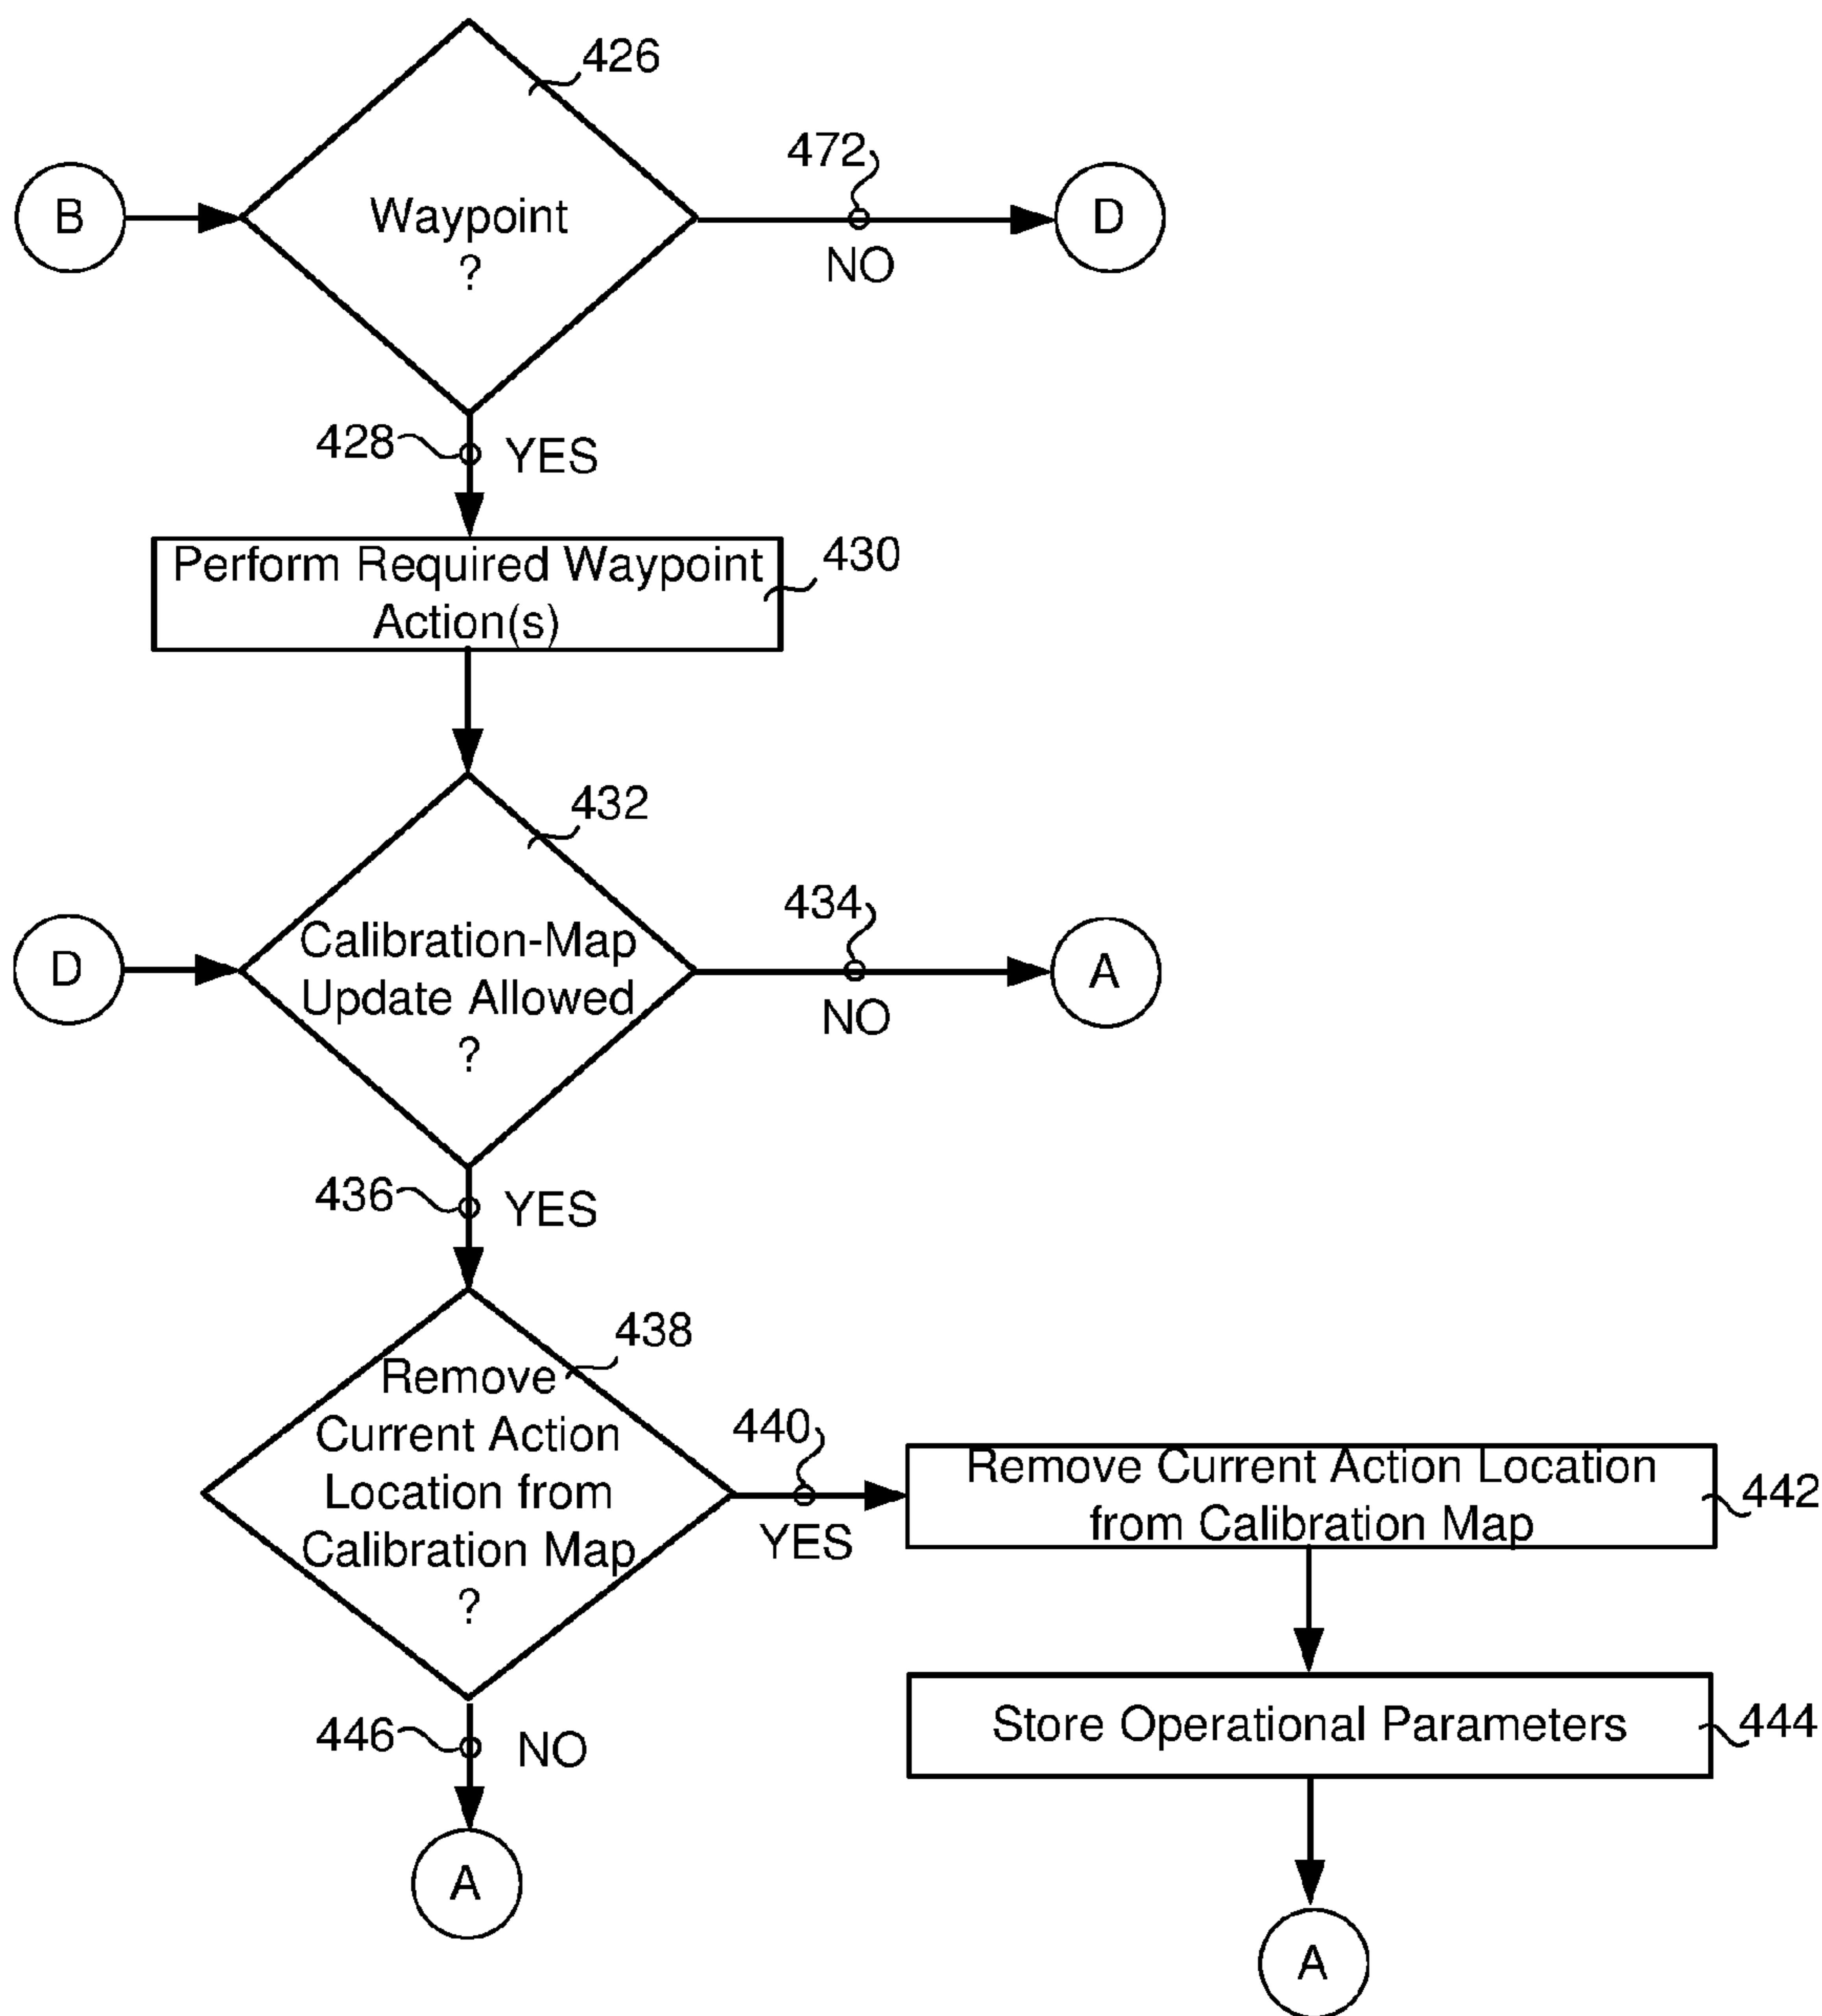 426
472
B
Waypoint
?
D
NO
428
YES
Perform Required Waypoint
Action(s)
430
432
434
D
Calibration-Map
Update Allowed
?
A
NO
436
YES
438
Remove
Current Action
Location from
Calibration Map
?
440
YES
Remove Current Action Location
from Calibration Map
442
Store Operational Parameters
444
446
NO
A
A